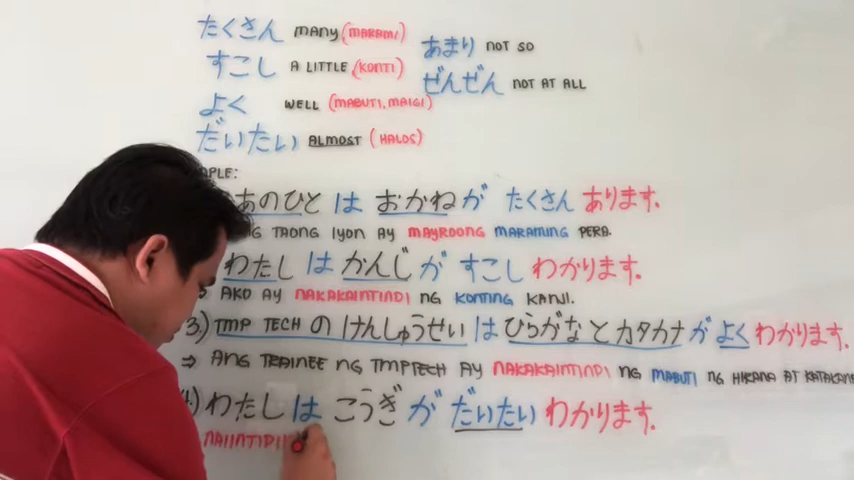 たくさん MANY (MARAMI)
あまり NOT SO
すこし A LITTLE (KONTI)
ぜんぜん NOT AT ALL
よく WELL (MABUTI, MAIGI)
だいたい ALMOST (HALOS)
PLE:
あのひと は おかねが たくさん あります。
G TAONG IYON AY MAYROONG MARAMING PERA.
わたし は かんじが すこし わかります。
AKO AY NAKAKAINTINDI NG KONTING KANJI.
3) TMP TECH の けんしゅうせい は ひらがな と カタカナ が よく わかります。
⇒ ANG TRAINEE NG TMPTECH AY NAKAKAINTINDI NG MABUTI NG HIKANA AT KATAKANA
4.) わたし は こうぎ が だいたい わかります。